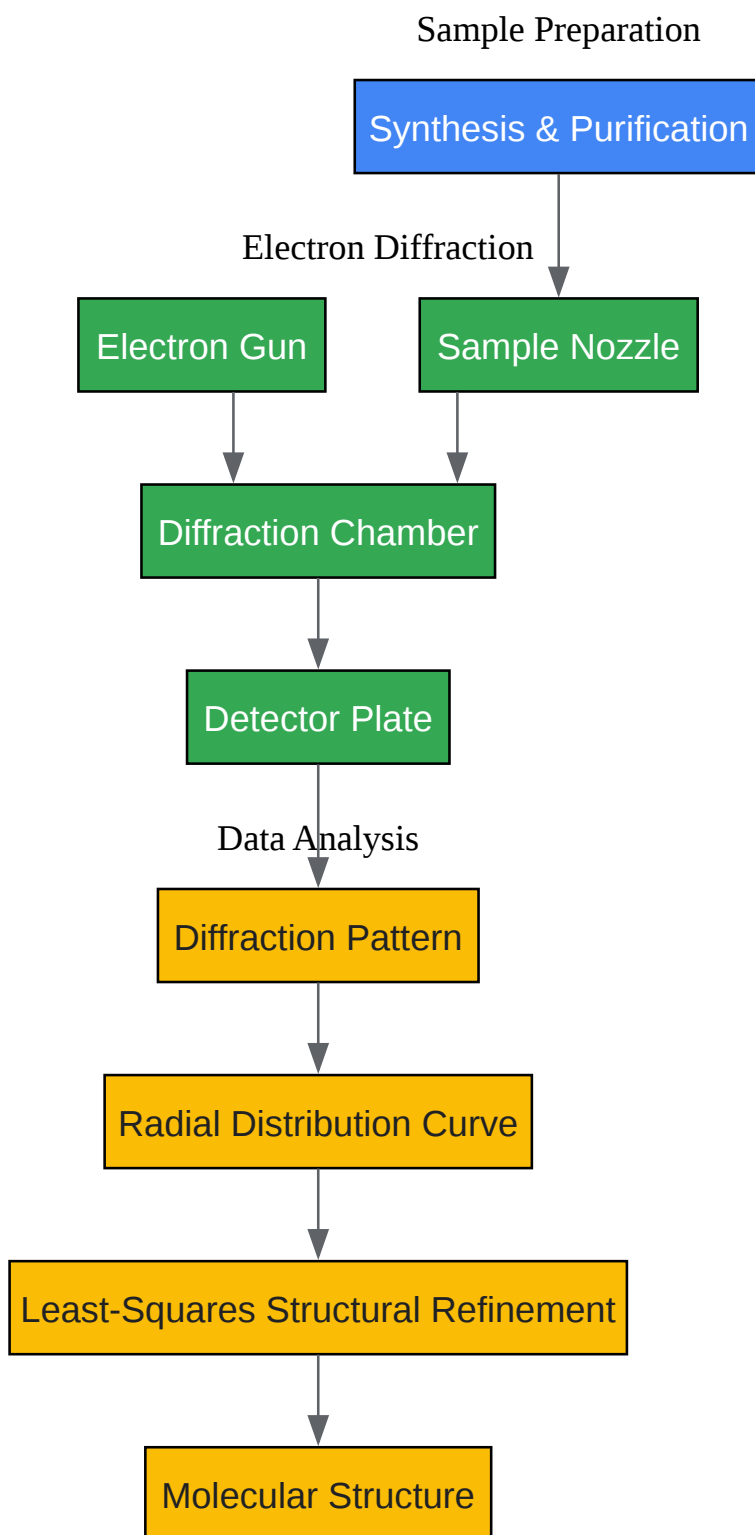 Sample Preparation
Synthesis & Purification
Electron Diffraction
Electron Gun
Sample Nozzle
Diffraction Chamber
Detector Plate
Data Analysis
Diffraction Pattern
Radial Distribution Curve
Least-Squares Structural Refinement
Molecular Structure